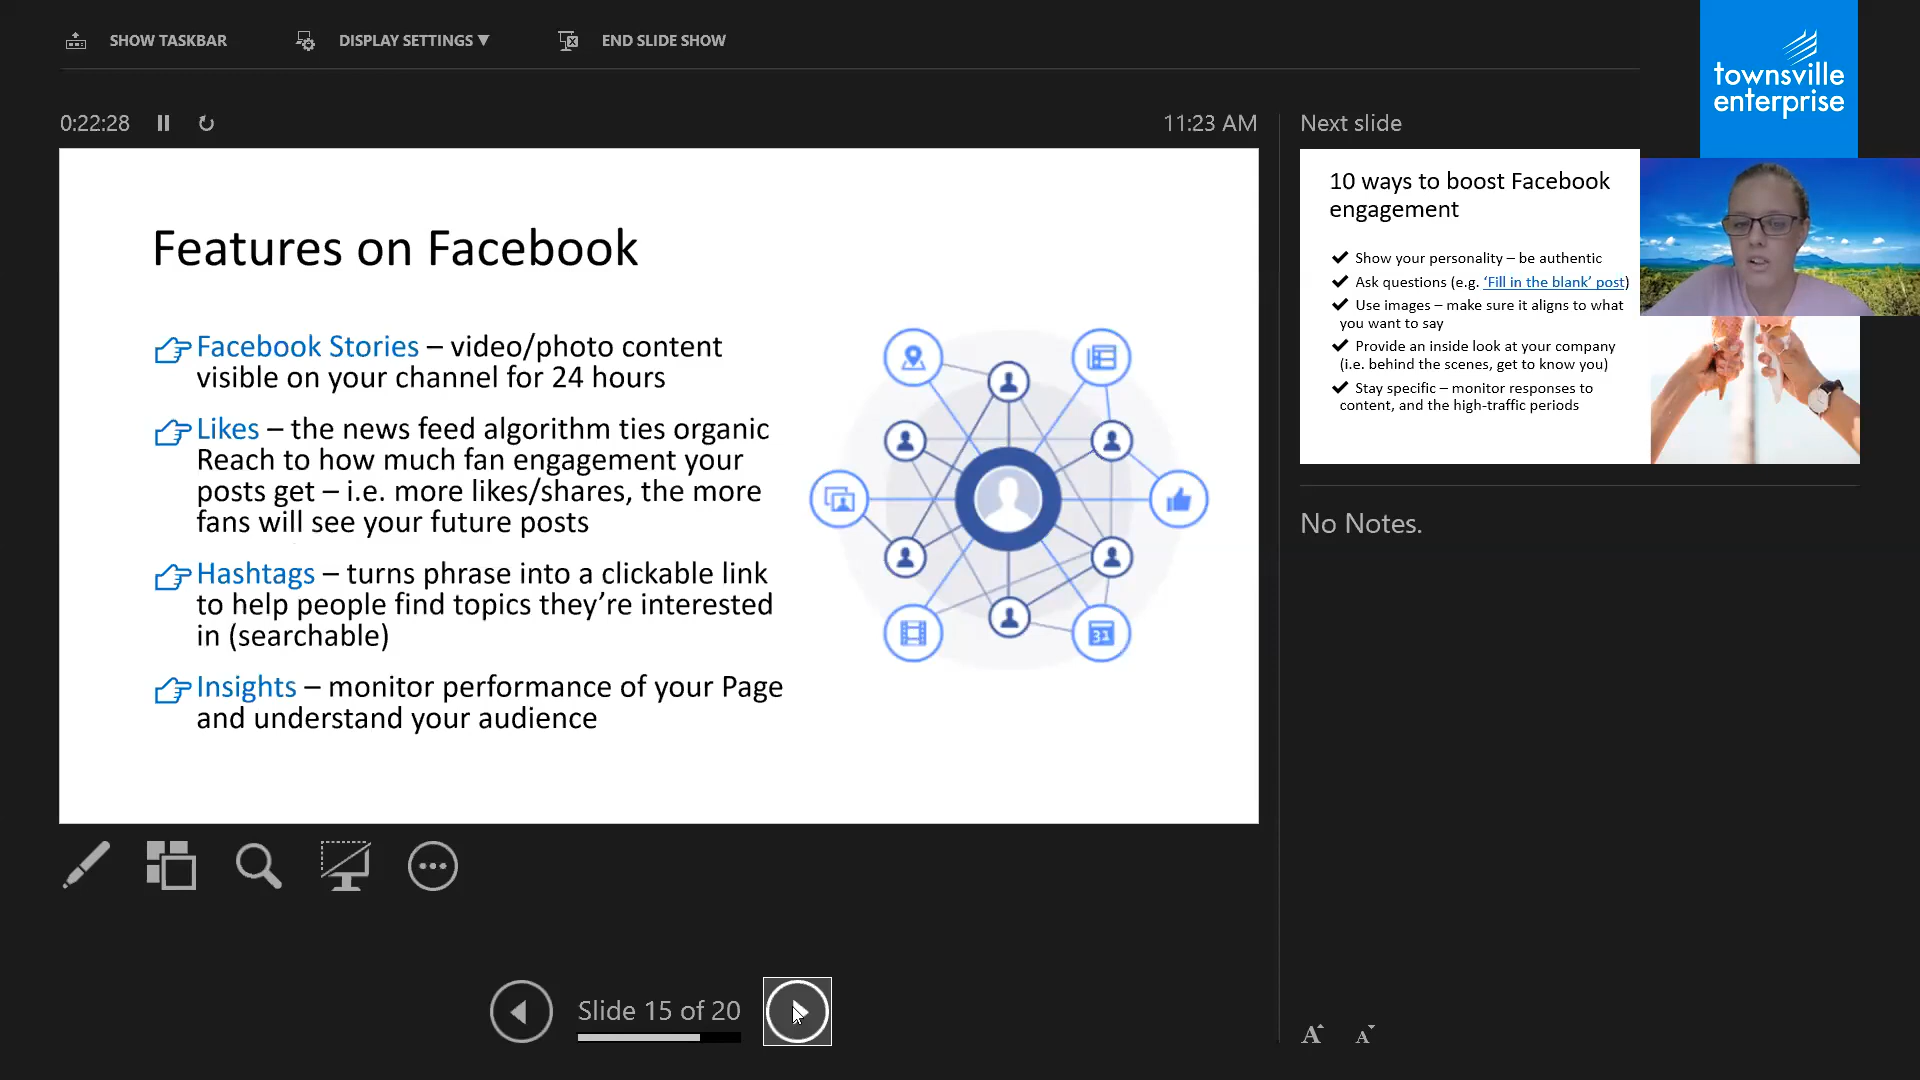 SHOW TASKBAR
DISPLAY SETTINGS ▼
END SLIDE SHOW
townsville
enterprise
0:22:28
11:23 AM
Next slide
Features on Facebook
Facebook Stories – video/photo content
visible on your channel for 24 hours
Likes – the news feed algorithm ties organic
Reach to how much fan engagement your
posts get – i.e. more likes/shares, the more
fans will see your future posts
Hashtags – turns phrase into a clickable link
to help people find topics they’re interested
in (searchable)
Insights – monitor performance of your Page
and understand your audience
31
10 ways to boost Facebook
engagement
✔ Show your personality – be authentic
✔ Ask questions (e.g. ‘Fill in the blank’ post)
✔ Use images – make sure it aligns to what
you want to say
✔ Provide an inside look at your company
(i.e. behind the scenes, get to know you)
✔ Stay specific – monitor responses to
content, and the high-traffic periods
No Notes.
Slide 15 of 20
A A